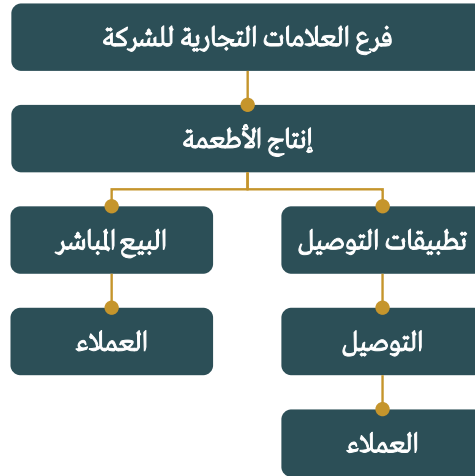 فرع العلامات التجارية للشركة
إنتاج الأطعمة
تطبيقات التوصيل
البيع المباشر
التوصيل
العملاء
العملاء